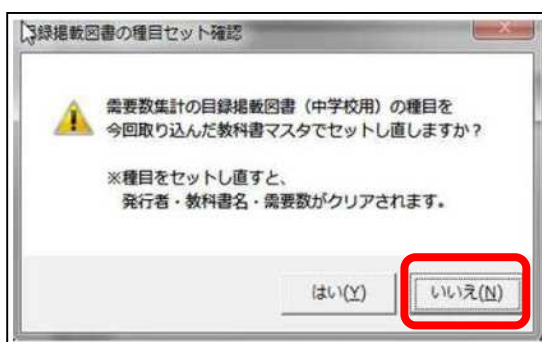 目録掲載図書の種目セット確認
需要数集計の目録掲載図書（中学校用）の種目を
今回取り込んだ教科書マスタでセットし直しますか？
※種目をセットし直すと、
発行者・教科書名・需要数がクリアされます。
はい(Y) いいえ(N)